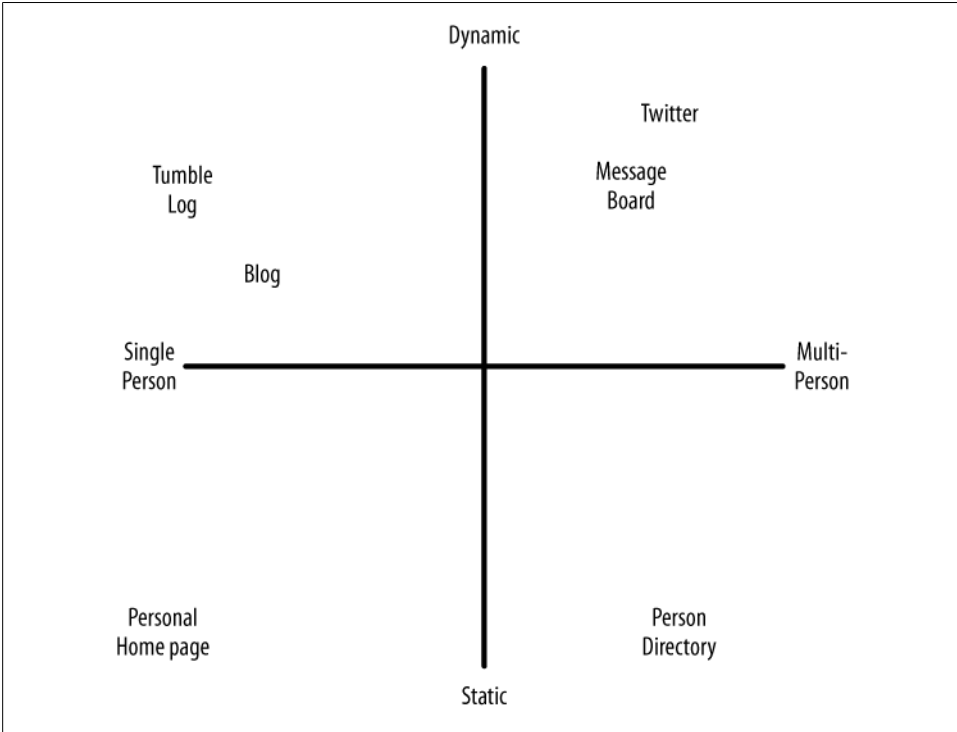 Dynamic
Twitter
Tumble
Log
Message
Board
Blog
Single
Person
Multi-
Person
Personal
Home page
Person
Directory
Static